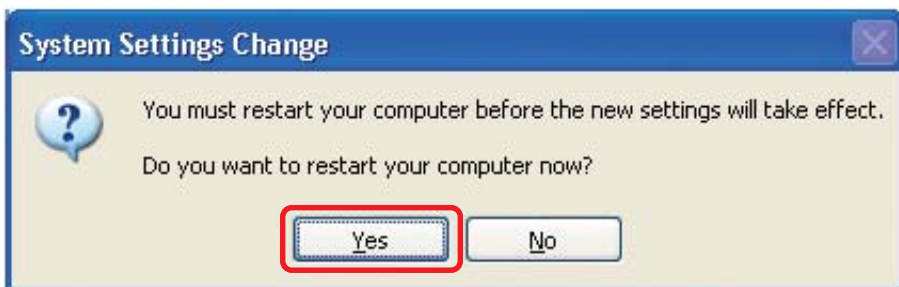 System Settings Change
You must restart your computer before the new settings will take effect.
Do you want to restart your computer now?
Yes
No